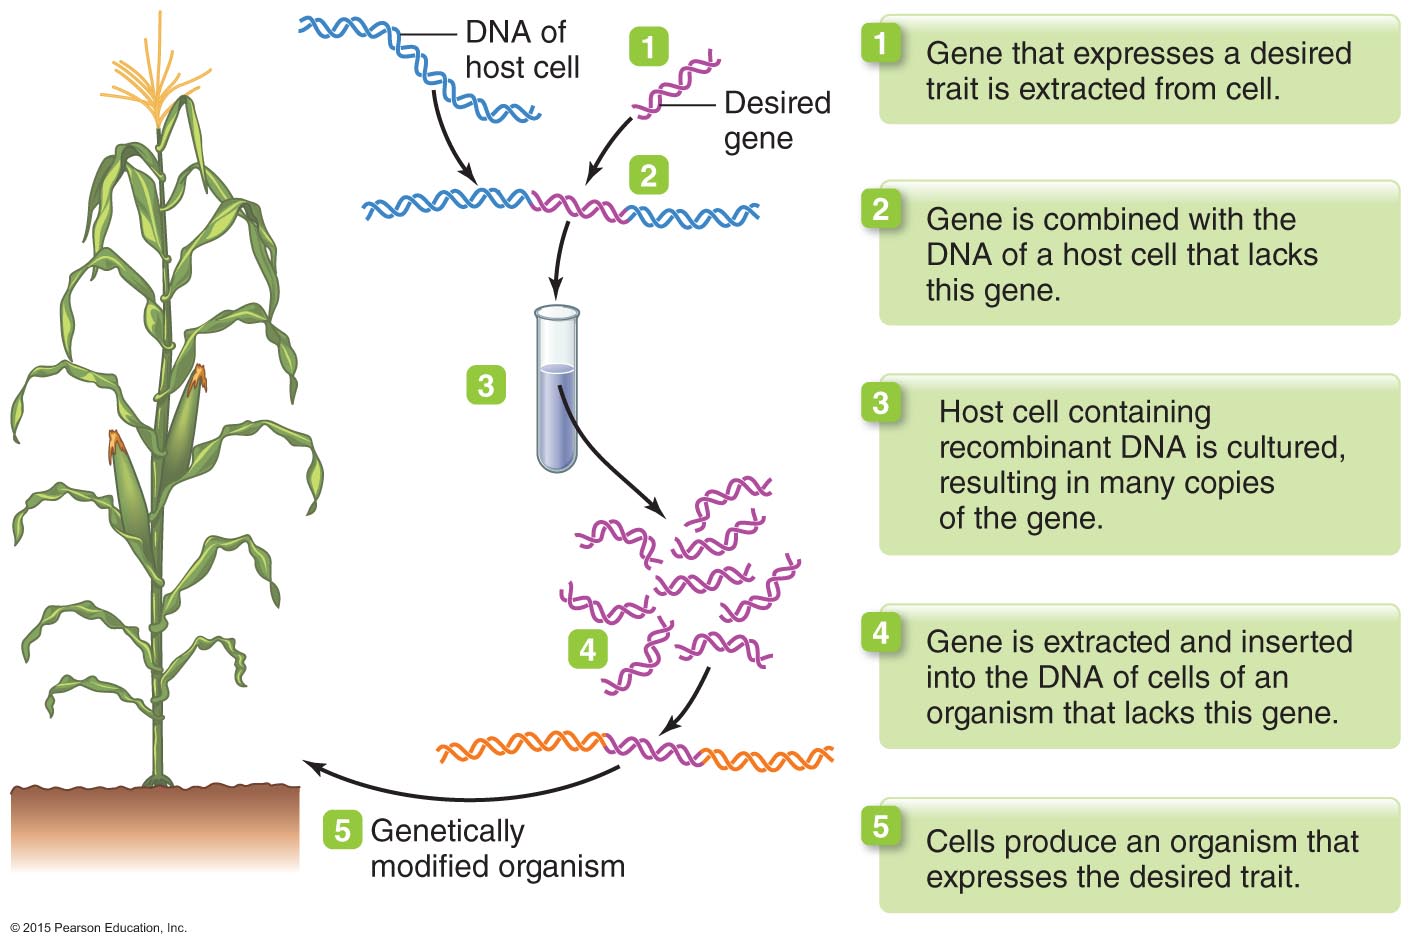 DNA of
host cell
1
Desired
gene
2
3
4
5 Genetically
modified organism
1
Gene that expresses a desired
trait is extracted from cell.
2
Gene is combined with the
DNA of a host cell that lacks
this gene.
3
Host cell containing
recombinant DNA is cultured,
resulting in many copies
of the gene.
4
Gene is extracted and inserted
into the DNA of cells of an
organism that lacks this gene.
5
Cells produce an organism that
expresses the desired trait.
© 2015 Pearson Education, Inc.